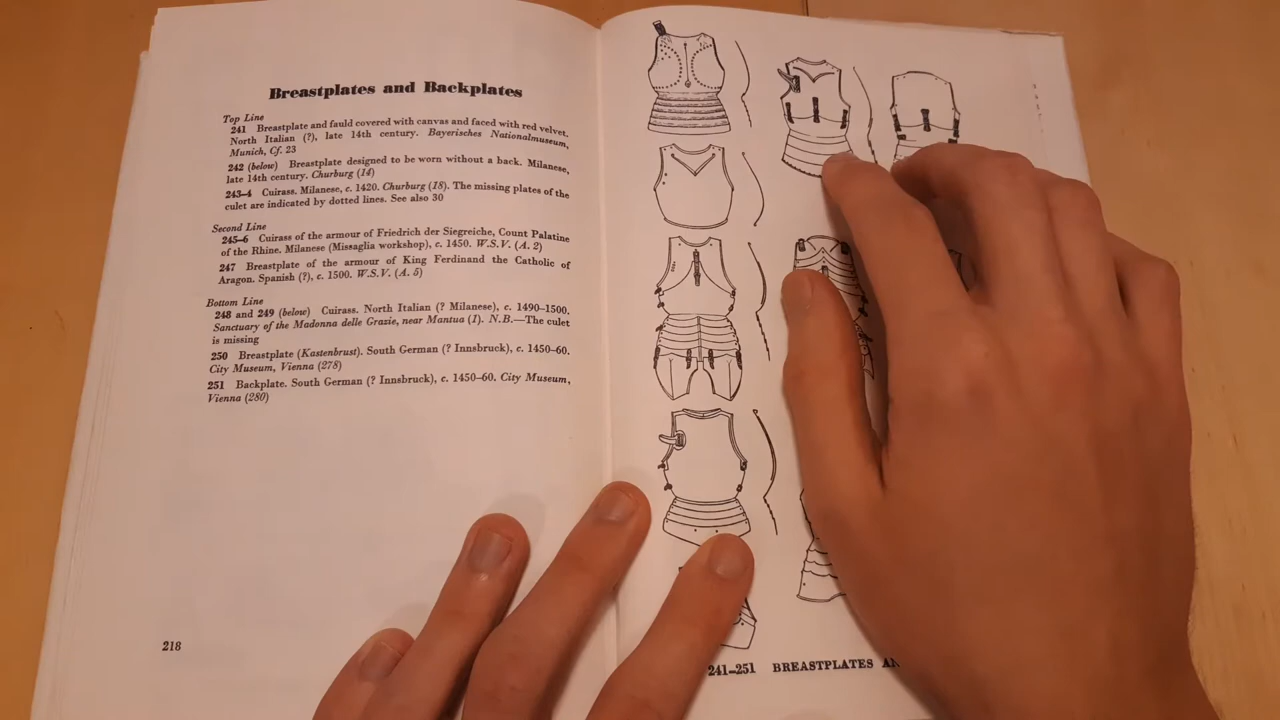 Breastplates and Backplates
Top Line
241 Breastplate and fauld covered with canvas and faced with red velvet.
North Italian (?), late 14th century. Bayerisches Nationalmuseum,
Munich, Cf. 23
242 (below) Breastplate designed to be worn without a back. Milanese,
late 14th century. Churburg (14)
243–4 Cuirass. Milanese, c. 1420. Churburg (18). The missing plates of the
culet are indicated by dotted lines. See also 30
Second Line
245–6 Cuirass of the armour of Friedrich der Siegreiche, Count Palatine
of the Rhine. Milanese (Missaglia workshop), c. 1450. W.S.V. (A. 2)
247 Breastplate of the armour of King Ferdinand the Catholic of
Aragon. Spanish (?), c. 1500. W.S.V. (A. 5)
Bottom Line
248 and 249 (below) Cuirass. North Italian (? Milanese), c. 1490–1500.
Sanctuary of the Madonna delle Grazie, near Mantua (1). N.B.—The culet
is missing
250 Breastplate (Kastenbrust). South German (? Innsbruck), c. 1450–60.
City Museum, Vienna (278)
251 Backplate. South German (? Innsbruck), c. 1450–60. City Museum,
Vienna (280)
218
241–251 BREASTPLATES